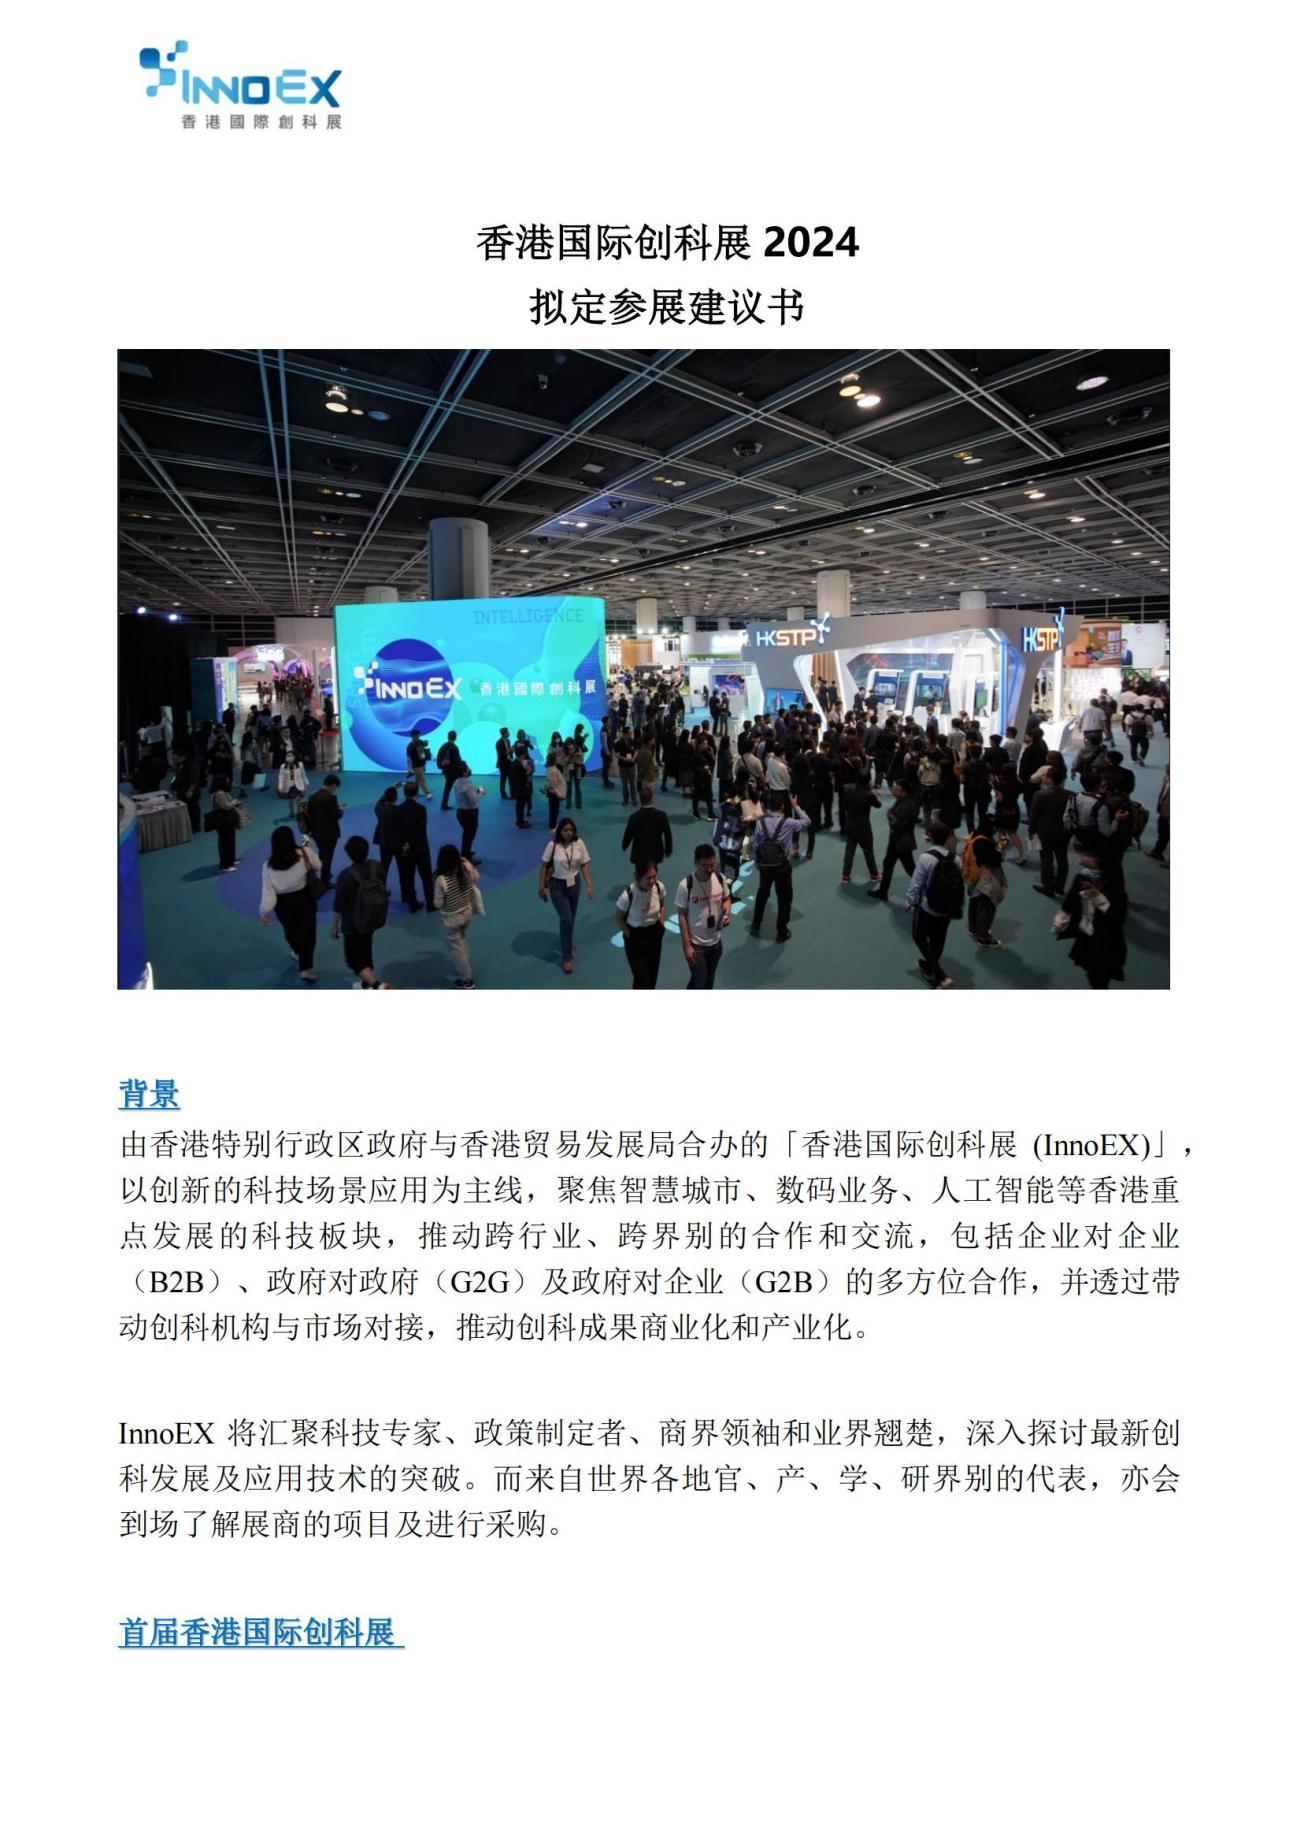 INNOEX
香港國際創科展
香港国际创科展 2024
拟定参展建议书
INTELLIGENCE
INNOEX 香港國際創科展
HKSTP
HKSTP
背景
由香港特别行政区政府与香港贸易发展局合办的「香港国际创科展 (InnoEX)」，
以创新的科技场景应用为主线，聚焦智慧城市、数码业务、人工智能等香港重
点发展的科技板块，推动跨行业、跨界别的合作和交流，包括企业对企业
（B2B）、政府对政府（G2G）及政府对企业（G2B）的多方位合作，并透过带
动创科机构与市场对接，推动创科成果商业化和产业化。
InnoEX 将汇聚科技专家、政策制定者、商界领袖和业界翘楚，深入探讨最新创
科发展及应用技术的突破。而来自世界各地官、产、学、研界别的代表，亦会
到场了解展商的项目及进行采购。
首届香港国际创科展